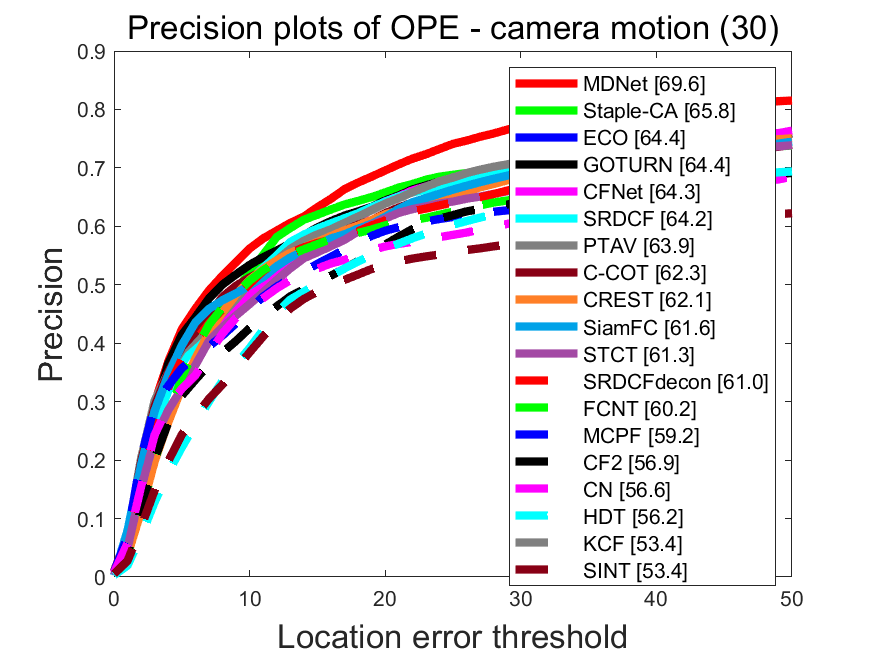 Precision plots of OPE - camera motion (30)
0.9
0.8
0.7
0.6
0.5
0.4
0.3
0.2
0.1
0
Precision
MDNet [69.6]
Staple-CA [65.8]
ECO [64.4]
GOTURN [64.4]
CFNet [64.3]
SRDCF [64.2]
PTAV [63.9]
C-COT [62.3]
CREST [62.1]
SiamFC [61.6]
STCT [61.3]
SRDCFdecon [61.0]
FCNT [60.2]
MCPF [59.2]
CF2 [56.9]
CN [56.6]
HDT [56.2]
KCF [53.4]
SINT [53.4]
0 10 20 30 40 50
Location error threshold